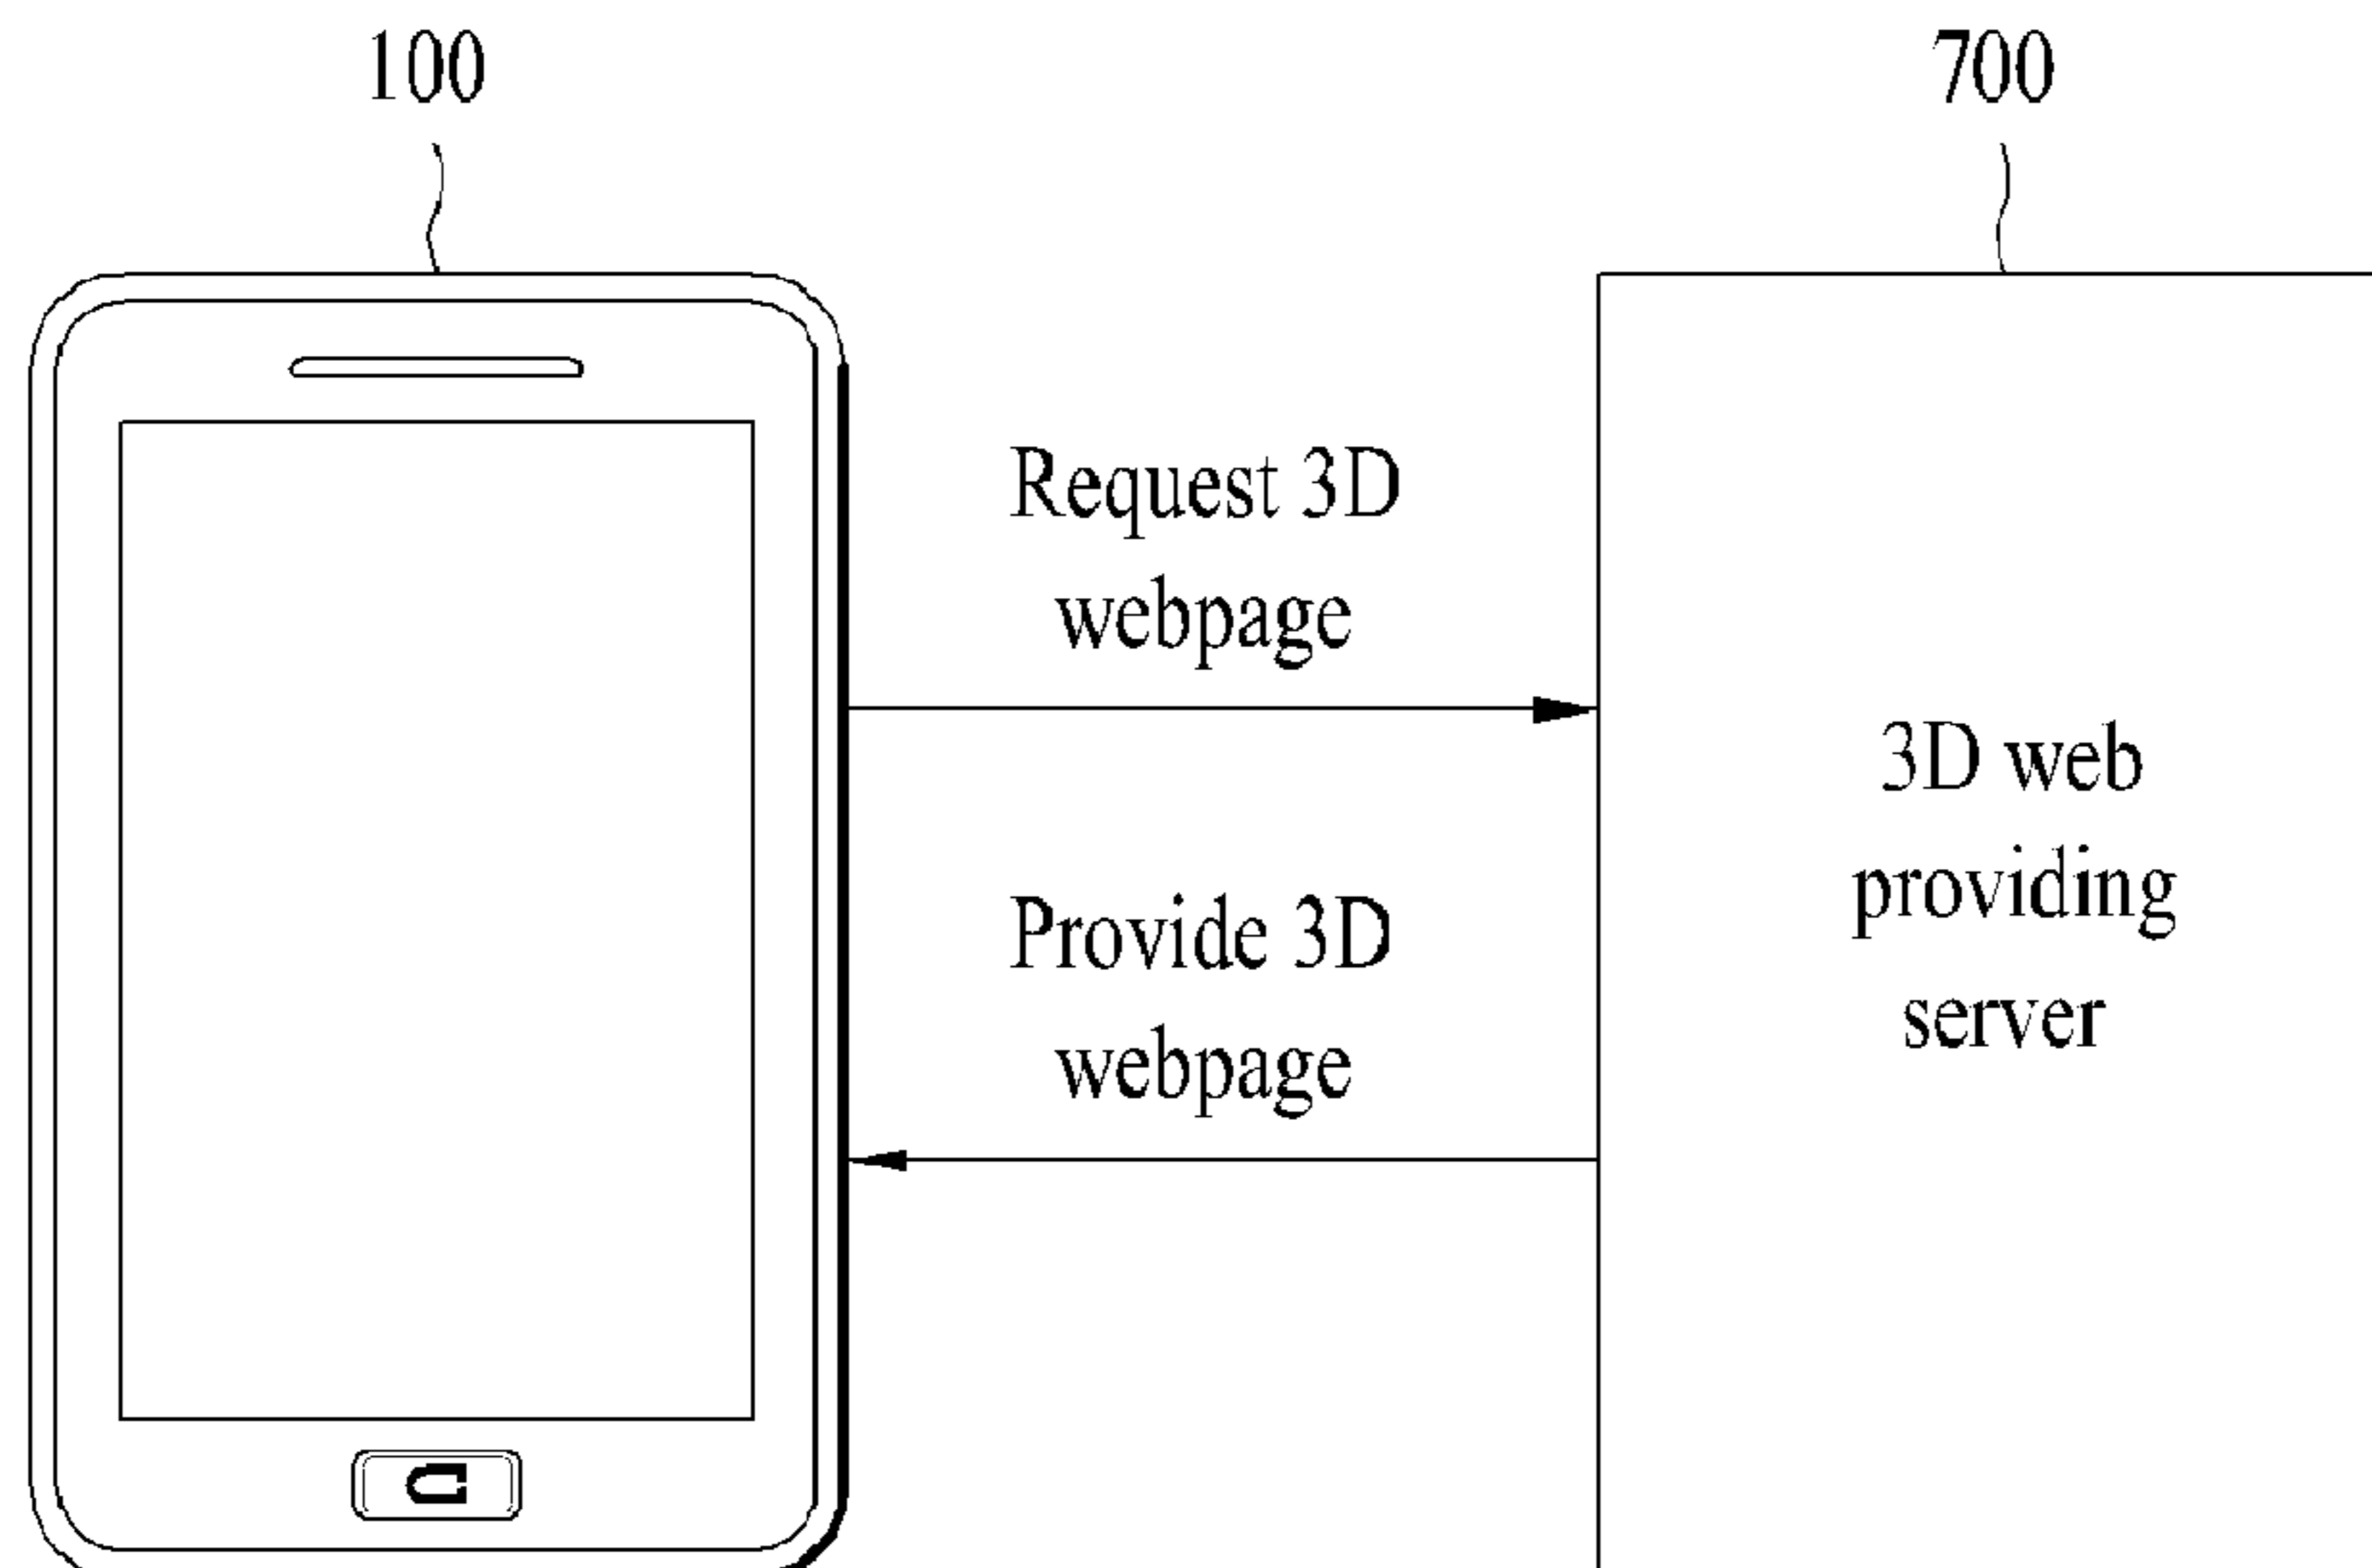 100
700
Request 3D
webpage
Provide 3D
webpage
3D web
providing
server